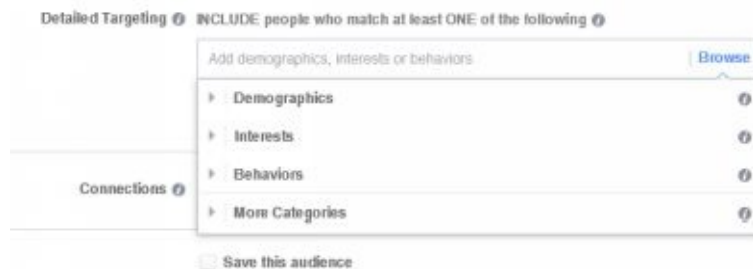 Detailed Targeting INCLUDE people who match at least ONE of the following
Add demographics, interests or behaviors Browse
Demographics
Interests
Behaviors
Connections
More Categories
Save this audience